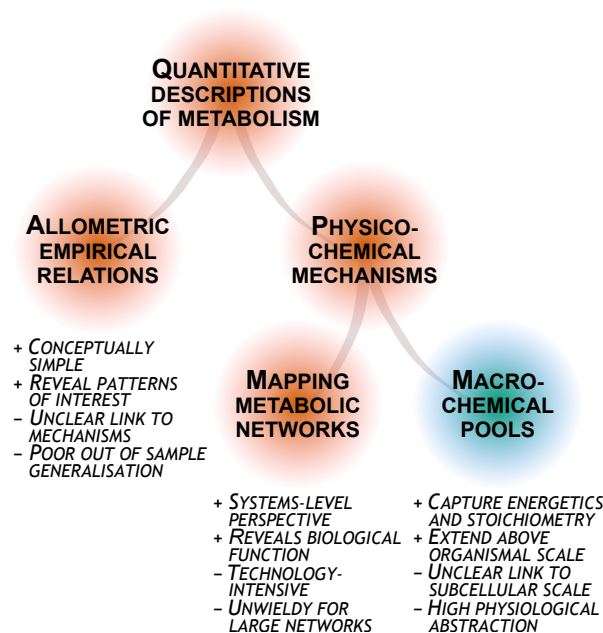 QUANTITATIVE
DESCRIPTIONS
OF METABOLISM
ALLOMETRIC
EMPIRICAL
RELATIONS
PHYSICO-
CHEMICAL
MECHANISMS
+ CONCEPTUALLY
SIMPLE
+ REVEAL PATTERNS
OF INTEREST
– UNCLEAR LINK TO
MECHANISMS
– POOR OUT OF SAMPLE
GENERALISATION
MAPPING
METABOLIC
NETWORKS
MACRO-
CHEMICAL
POOLS
+ SYSTEMS-LEVEL
PERSPECTIVE
+ REVEALS BIOLOGICAL
FUNCTION
– TECHNOLOGY-
INTENSIVE
– UNWIELDY FOR
LARGE NETWORKS
+ CAPTURE ENERGETICS
AND STOICHIOMETRY
+ EXTEND ABOVE
ORGANISMAL SCALE
– UNCLEAR LINK TO
SUBCELLULAR SCALE
– HIGH PHYSIOLOGICAL
ABSTRACTION